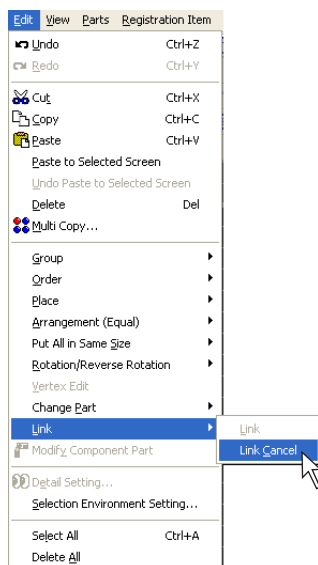 Edit View Parts Registration Item
Undo Ctrl+Z
Redo Ctrl+Y
Cut Ctrl+X
Copy Ctrl+C
Paste Ctrl+V
Paste to Selected Screen
Undo Paste to Selected Screen
Delete Del
Multi Copy...
Group
Order
Place
Arrangement (Equal)
Put All in Same Size
Rotation/Reverse Rotation
Vertex Edit
Change Part
Link Link
Modify Component Part Link Cancel
Detail Setting...
Selection Environment Setting...
Select All Ctrl+A
Delete All